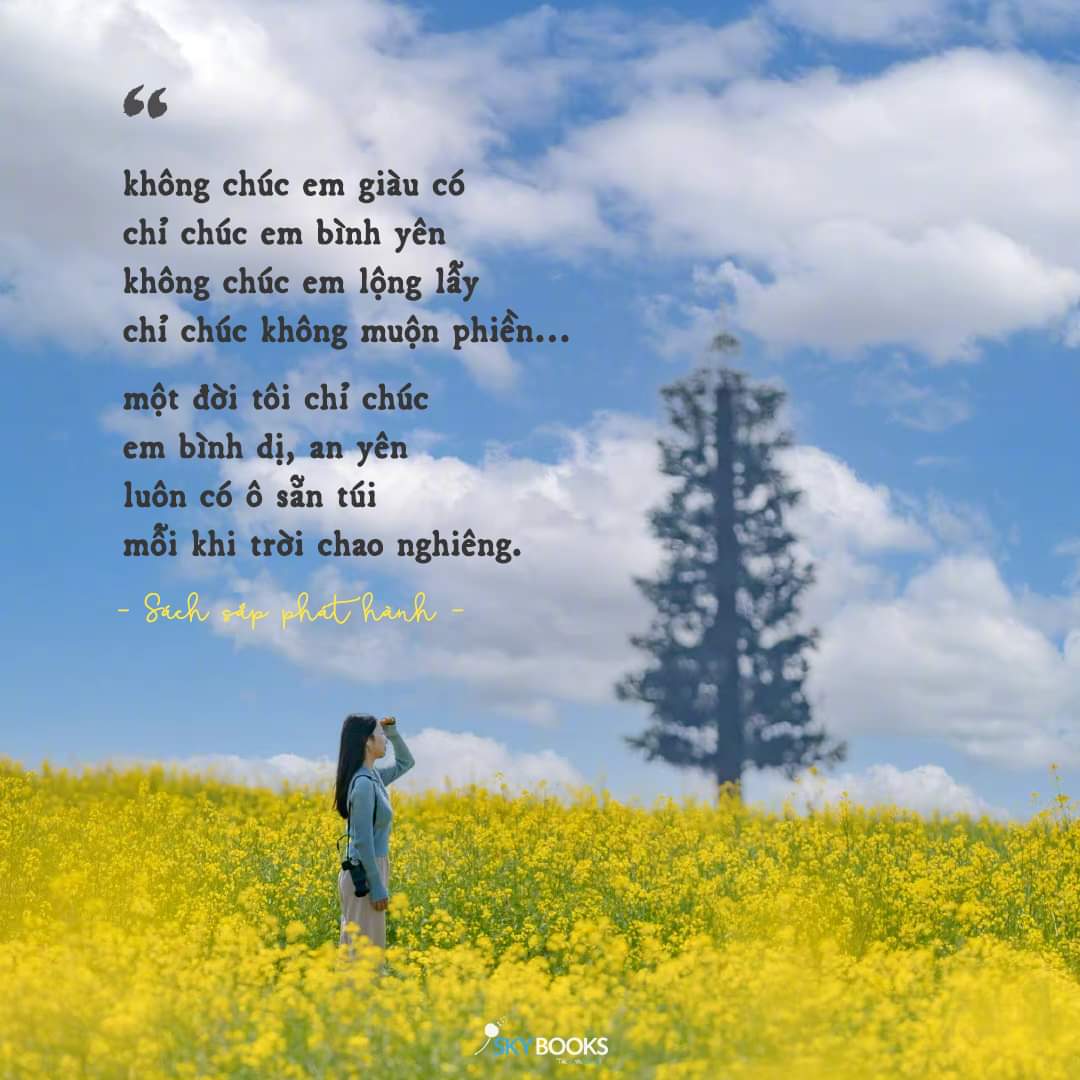 “
không chúc em giàu có
chỉ chúc em bình yên
không chúc em lộng lẫy
chỉ chúc không muộn phiền...
một đời tôi chỉ chúc
em bình dị, an yên
luôn có ô sẵn túi
mỗi khi trời chao nghiêng.
- Sách sắp phát hành -
SKYBOOKS